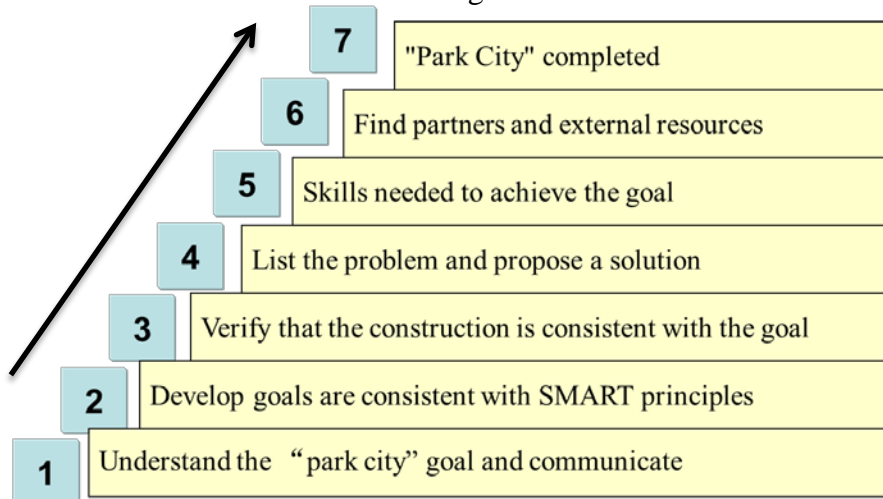 7
"Park City" completed
6
Find partners and external resources
5
Skills needed to achieve the goal
4
List the problem and propose a solution
3
Verify that the construction is consistent with the goal
2
Develop goals are consistent with SMART principles
1
Understand the “park city” goal and communicate